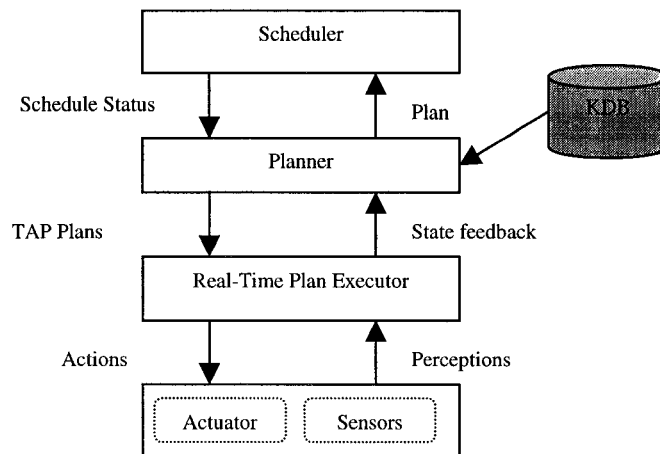 Scheduler
Schedule Status
Plan
KDB
Planner
TAP Plans
State feedback
Real-Time Plan Executor
Actions
Perceptions
Actuator
Sensors